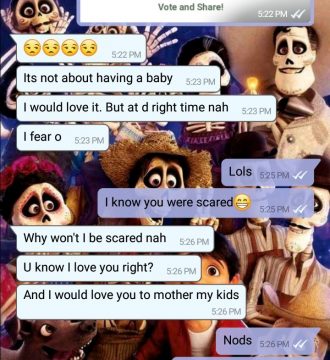 Vote and Share!
5:22 PM
😒😒😒😒 5:22 PM
Its not about having a baby 5:23 PM
I would love it. But at d right time nah 5:23 PM
I fear o 5:23 PM
Lols 5:25 PM
I know you were scared😁 5:25 PM
Why won't I be scared nah 5:26 PM
U know I love you right? 5:26 PM
And I would love you to mother my kids
5:26 PM
Nods 5:26 PM